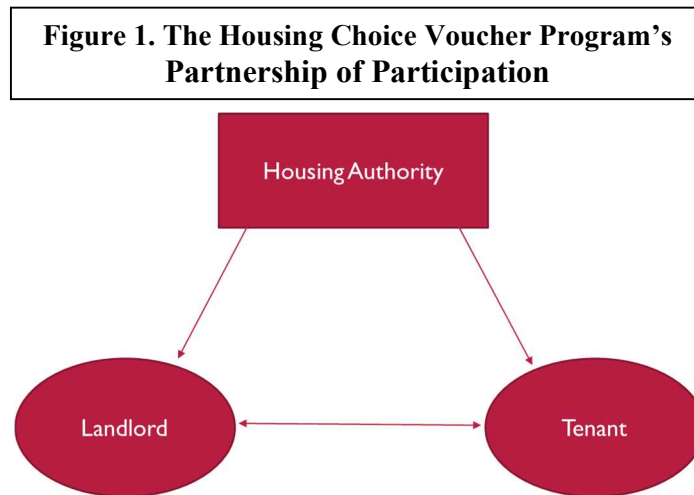 Figure 1. The Housing Choice Voucher Program’s
Partnership of Participation
Housing Authority
Landlord
Tenant